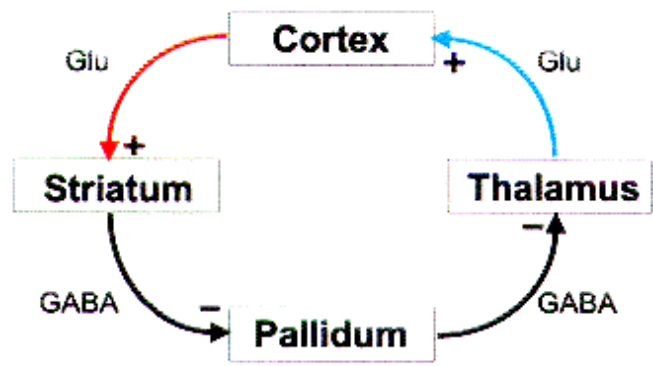 Cortex
Glu
Glu
+
+
Striatum
Thalamus
−
GABA
−
GABA
Pallidum